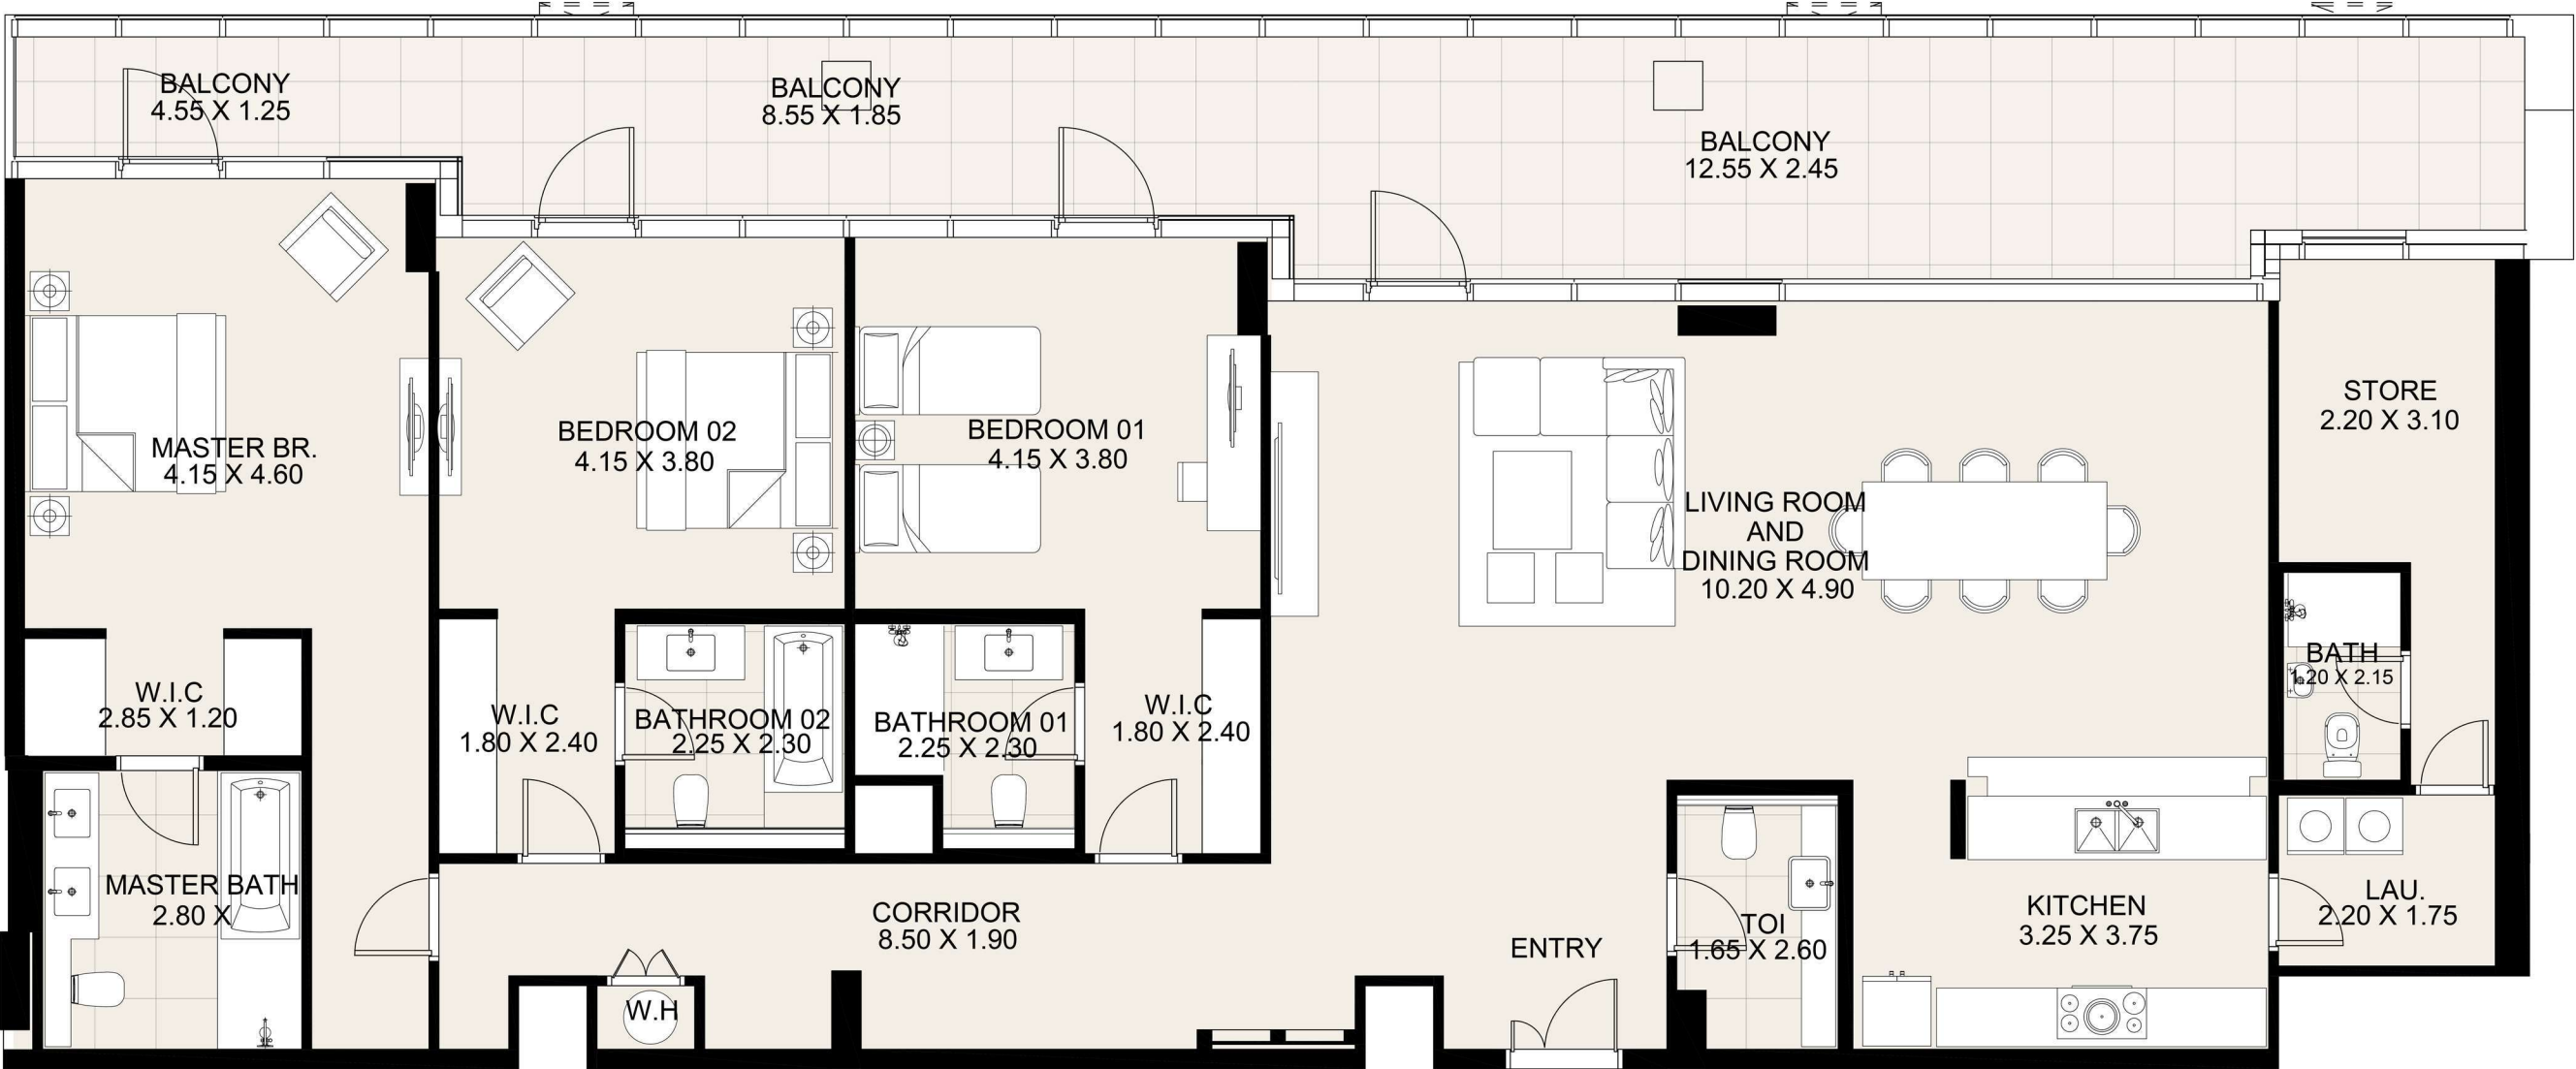 BALCONY
4.55 X 1.25
BALCONY
8.55 X 1.85
BALCONY
12.55 X 2.45
MASTER BR.
4.15 X 4.60
BEDROOM 02
4.15 X 3.80
BEDROOM 01
4.15 X 3.80
LIVING ROOM
AND
DINING ROOM
10.20 X 4.90
STORE
2.20 X 3.10
BATH
1.20 X 2.15
W.I.C
2.85 X 1.20
W.I.C
1.80 X 2.40
BATHROOM 02
2.25 X 2.30
BATHROOM 01
2.25 X 2.30
W.I.C
1.80 X 2.40
MASTER BATH
2.80 X
CORRIDOR
8.50 X 1.90
W.H
ENTRY
TOI
1.65 X 2.60
KITCHEN
3.25 X 3.75
LAU.
2.20 X 1.75